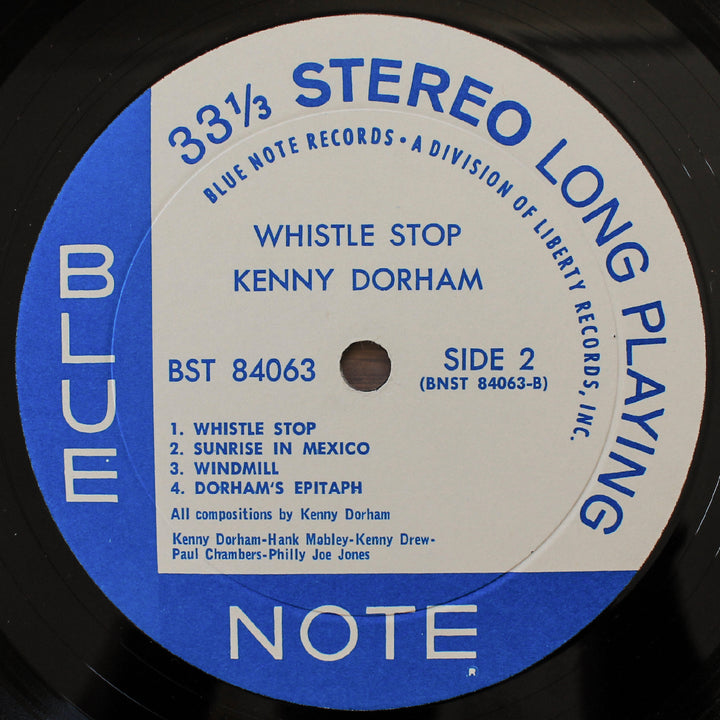 33⅓ STEREO LONG PLAYING
BLUE NOTE RECORDS • A DIVISION OF LIBERTY RECORDS, INC.
WHISTLE STOP
KENNY DORHAM
BST 84063
SIDE 2
(BNST 84063-B)
1. WHISTLE STOP
2. SUNRISE IN MEXICO
3. WINDMILL
4. DORHAM'S EPITAPH
All compositions by Kenny Dorham
Kenny Dorham-Hank Mobley-Kenny Drew-
Paul Chambers-Philly Joe Jones
BLUE
NOTE
®